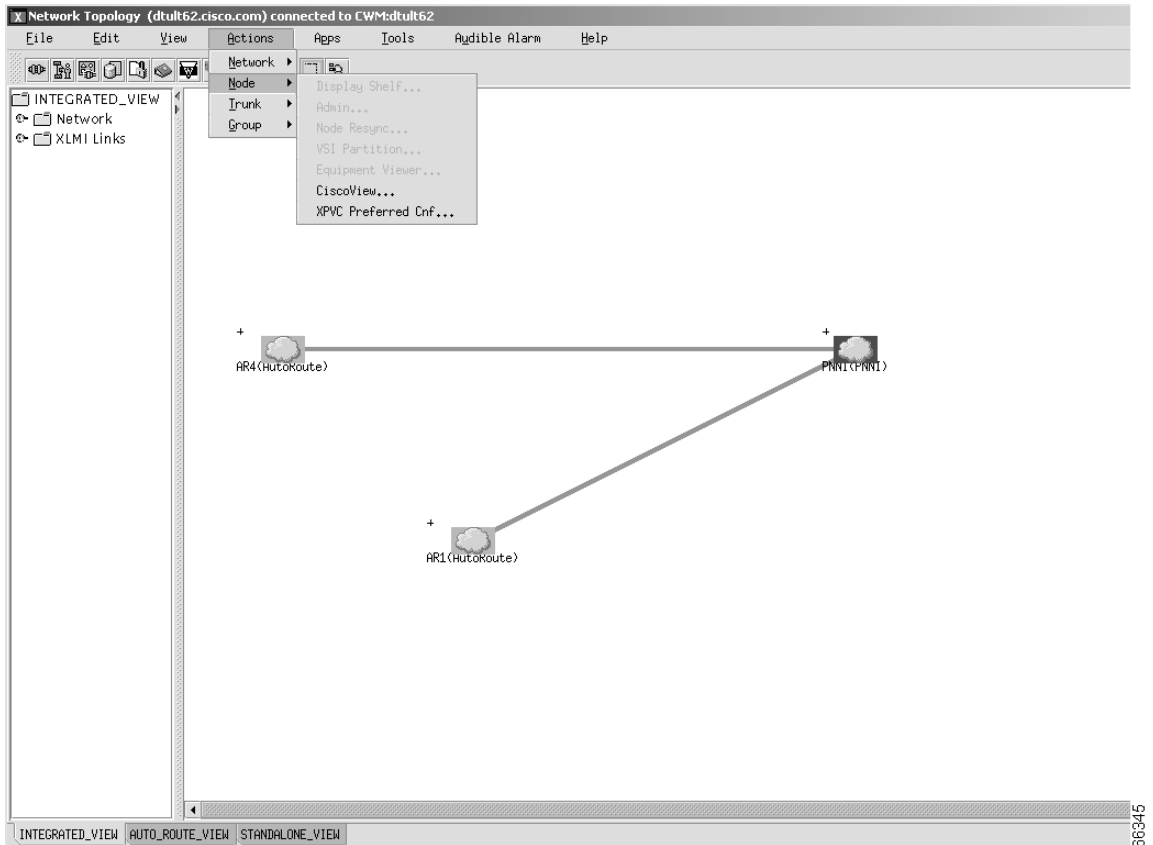 X Network Topology (dtult62.cisco.com) connected to CWM:dtult62
File Edit View Actions Apps Tools Audible Alarm Help
Network
Node
Trunk
Group
Display Shelf...
Admin...
Node Resync...
VSI Partition...
Equipment Viewer...
CiscoView...
XPVC Preferred Cnf...
INTEGRATED_VIEW
Network
XLMI Links
+
AR4(AutoRoute)
+
PNNI(PNNI)
+
AR1(AutoRoute)
INTEGRATED_VIEW AUTO_ROUTE_VIEW STANDALONE_VIEW
66345